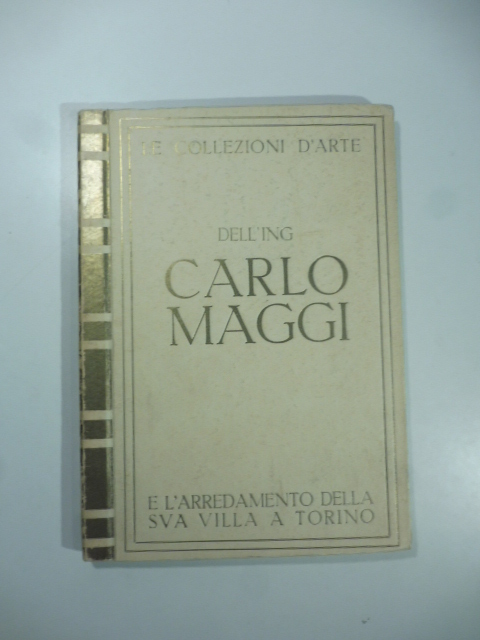 LE COLLEZIONI D'ARTE
DELL'ING
CARLO
MAGGI
E L'ARREDAMENTO DELLA
SVA VILLA A TORINO